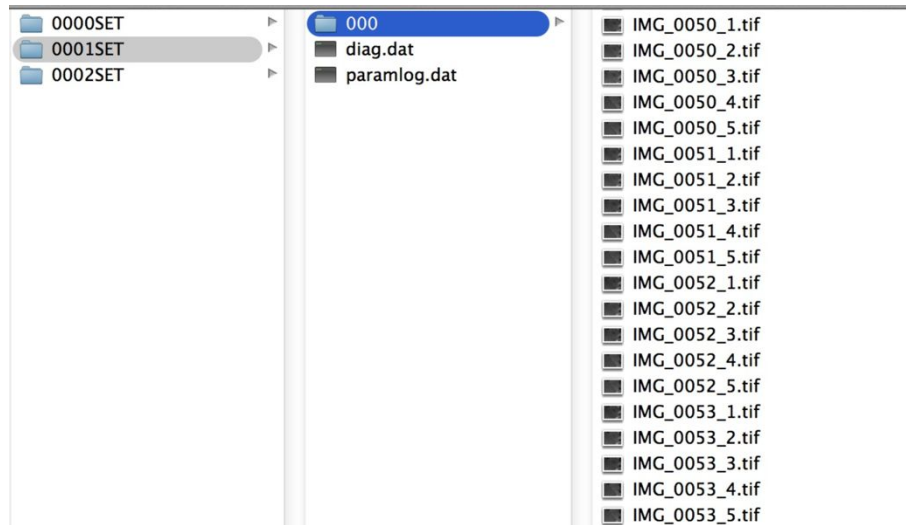 0000SET
0001SET
0002SET
000
diag.dat
paramlog.dat
IMG_0050_1.tif
IMG_0050_2.tif
IMG_0050_3.tif
IMG_0050_4.tif
IMG_0050_5.tif
IMG_0051_1.tif
IMG_0051_2.tif
IMG_0051_3.tif
IMG_0051_4.tif
IMG_0051_5.tif
IMG_0052_1.tif
IMG_0052_2.tif
IMG_0052_3.tif
IMG_0052_4.tif
IMG_0052_5.tif
IMG_0053_1.tif
IMG_0053_2.tif
IMG_0053_3.tif
IMG_0053_4.tif
IMG_0053_5.tif